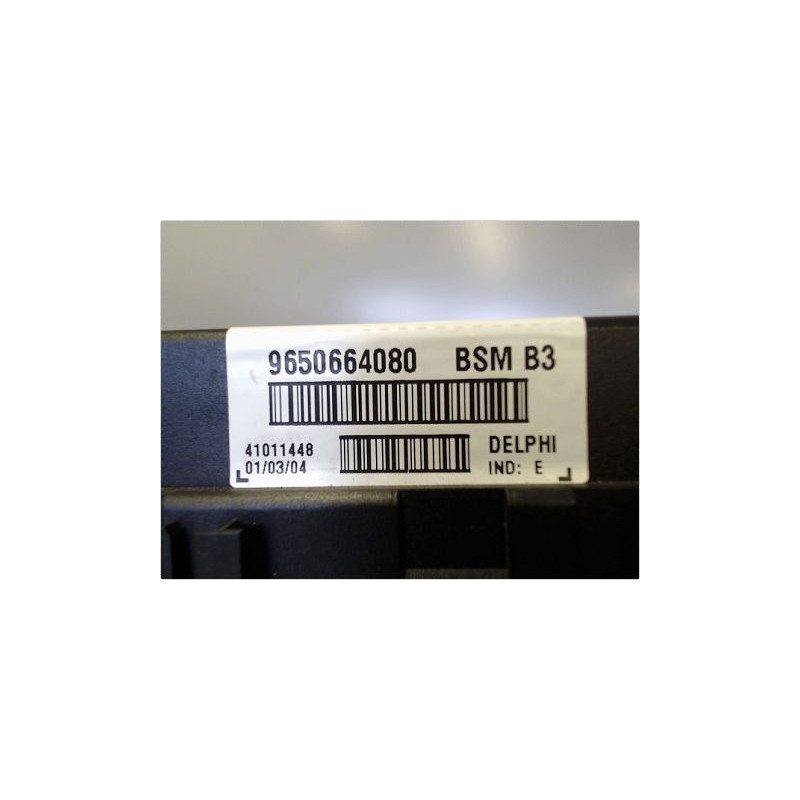 9650664080 BSM B3
41011448 DELPHI
01/03/04 IND: E